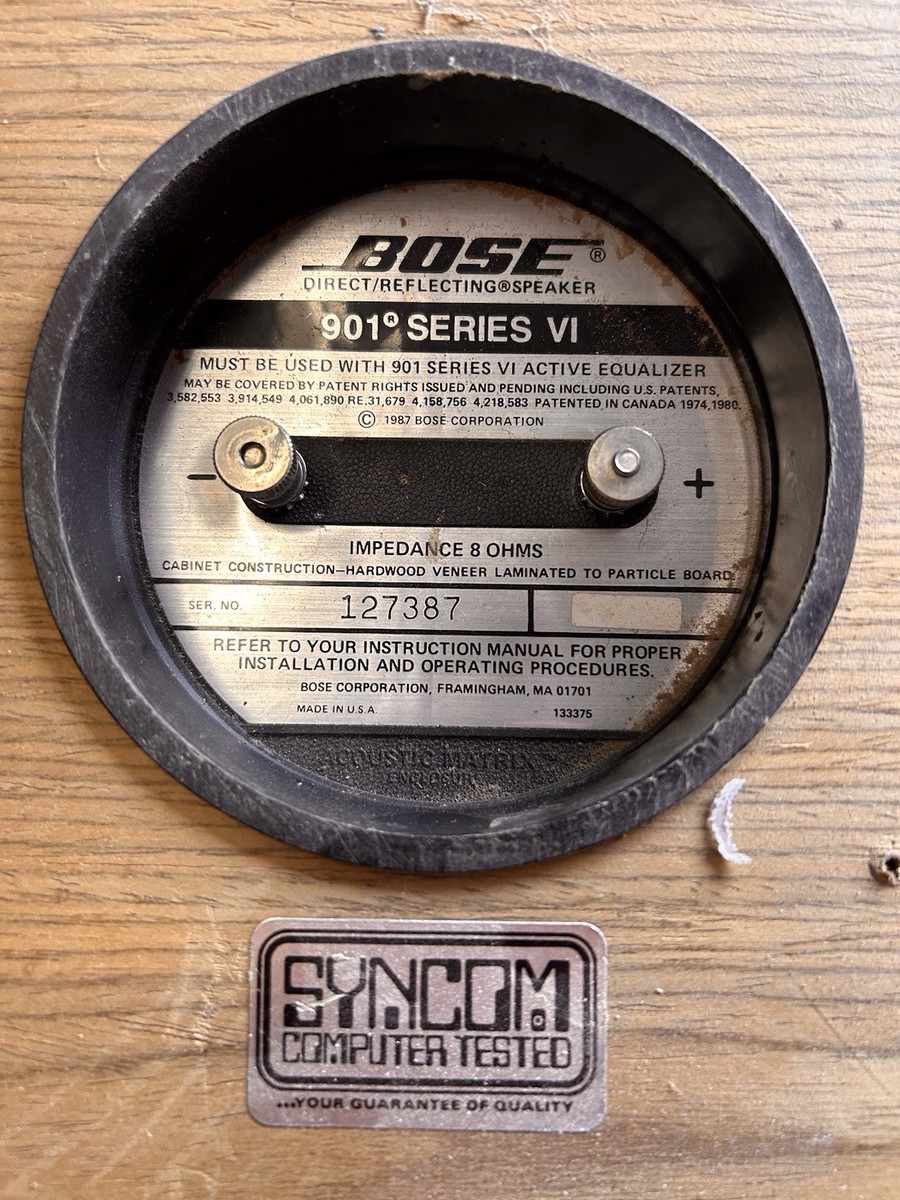 BOSE®
DIRECT/REFLECTING®SPEAKER
901® SERIES VI
MUST BE USED WITH 901 SERIES VI ACTIVE EQUALIZER
MAY BE COVERED BY PATENT RIGHTS ISSUED AND PENDING INCLUDING U.S. PATENTS,
3,582,553 3,914,549 4,061,890 RE.31,679 4,158,756 4,218,583 PATENTED IN CANADA 1974,1980.
© 1987 BOSE CORPORATION
− +
IMPEDANCE 8 OHMS
CABINET CONSTRUCTION—HARDWOOD VENEER LAMINATED TO PARTICLE BOARD.
SER. NO. 127387
REFER TO YOUR INSTRUCTION MANUAL FOR PROPER
INSTALLATION AND OPERATING PROCEDURES.
BOSE CORPORATION, FRAMINGHAM, MA 01701
MADE IN U.S.A. 133375
ACOUSTIC MATRIX™
ENCLOSURE
SYNCOM®
COMPUTER TESTED
...YOUR GUARANTEE OF QUALITY